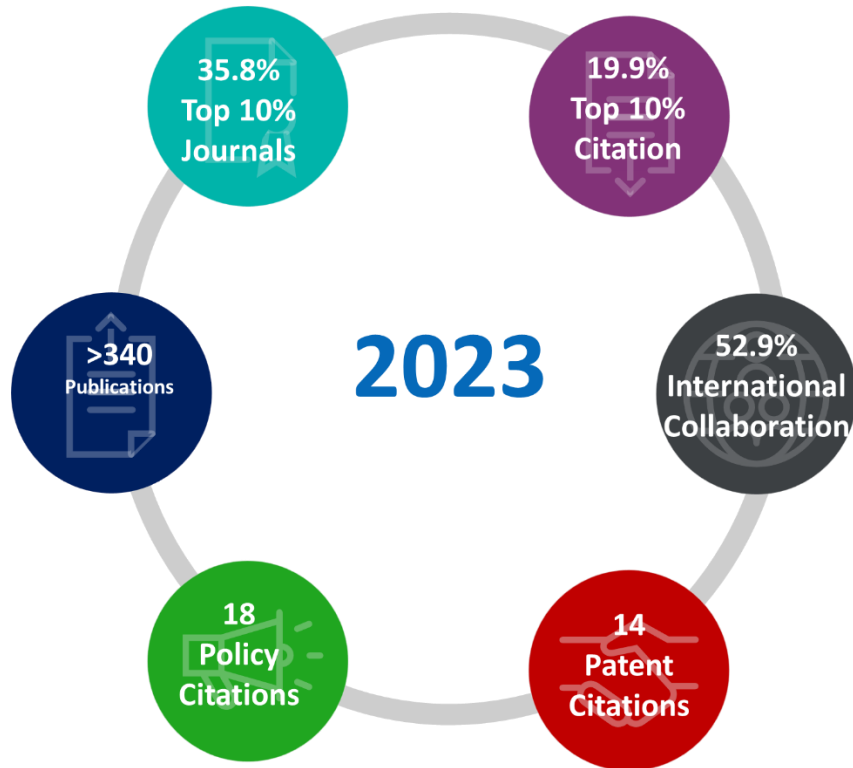 35.8%
Top 10%
Journals
19.9%
Top 10%
Citation
>340
Publications
2023
52.9%
International
Collaboration
18
Policy
Citations
14
Patent
Citations